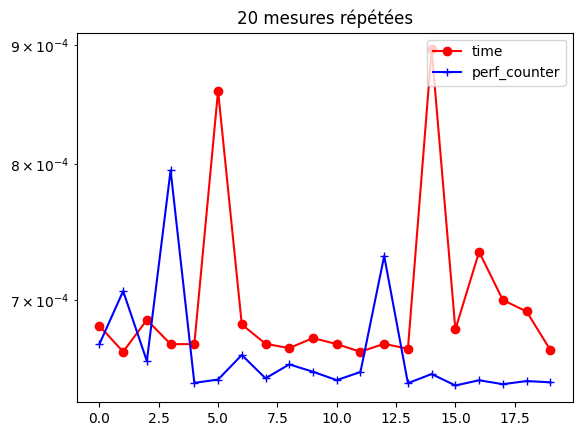 20 mesures répétées
time
perf_counter
9 × 10⁻⁴
8 × 10⁻⁴
7 × 10⁻⁴
0.0 2.5 5.0 7.5 10.0 12.5 15.0 17.5